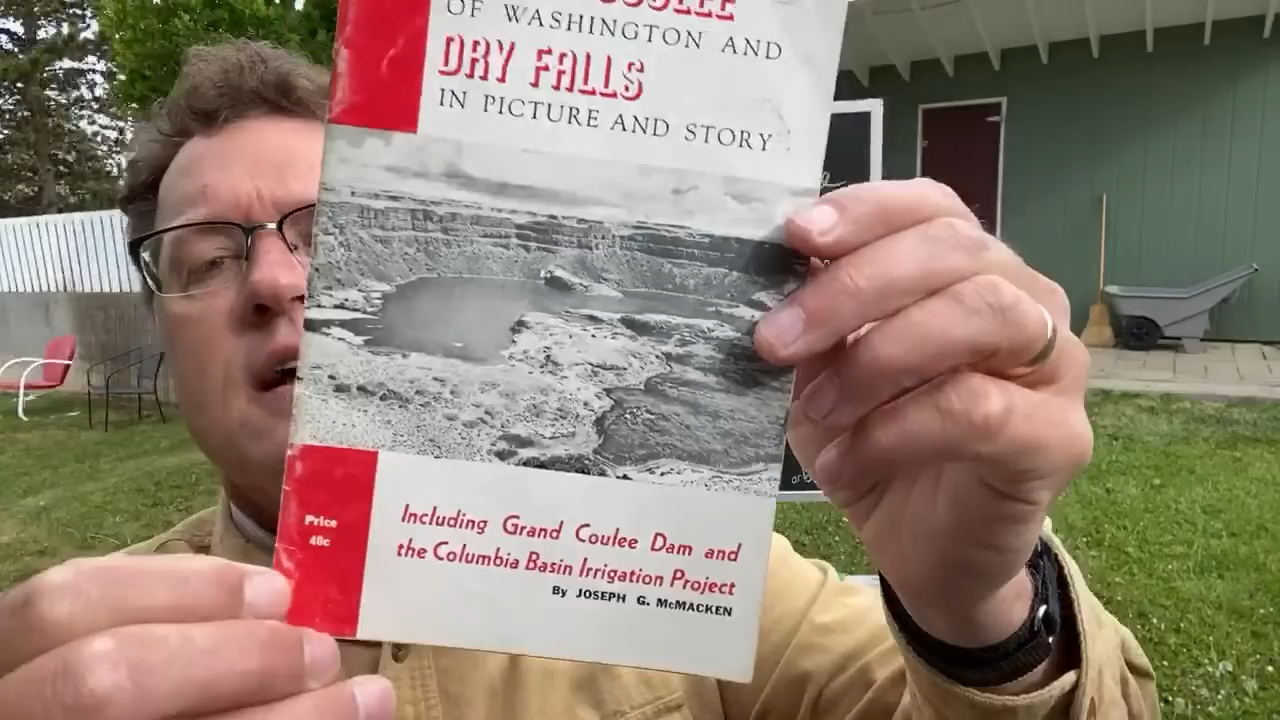 COULEE
OF WASHINGTON AND
DRY FALLS
IN PICTURE AND STORY
Including Grand Coulee Dam and
the Columbia Basin Irrigation Project
By JOSEPH G. McMACKEN
Price
40c